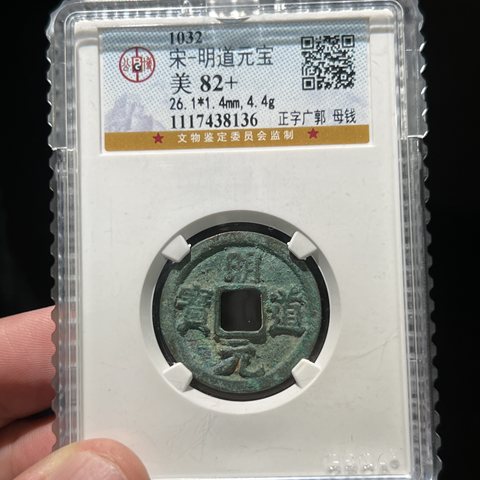 1032
宋-明道元宝
美 82+
26.1*1.4mm,4.4g
1117438136
正字广郭 母钱
文物鉴定委员会监制
明
寳 道
元